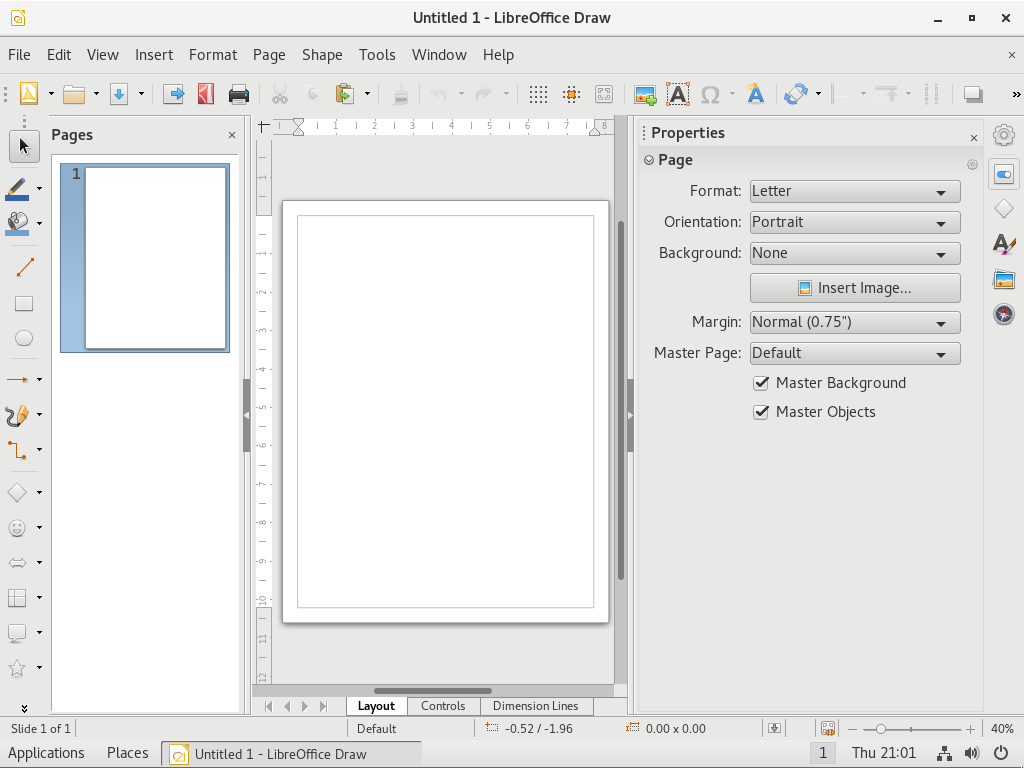 Untitled 1 - LibreOffice Draw
File Edit View Insert Format Page Shape Tools Window Help
Pages
1
1 1 2 3 4 5 6 7 8
1 1 2 3 4 5 6 7 8 9 10 11 12
Properties
Page
Format: Letter
Orientation: Portrait
Background: None
Insert Image...
Margin: Normal (0.75")
Master Page: Default
Master Background
Master Objects
Layout Controls Dimension Lines
Slide 1 of 1 Default -0.52 / -1.96 0.00 x 0.00 40%
Applications Places Untitled 1 - LibreOffice Draw 1 Thu 21:01